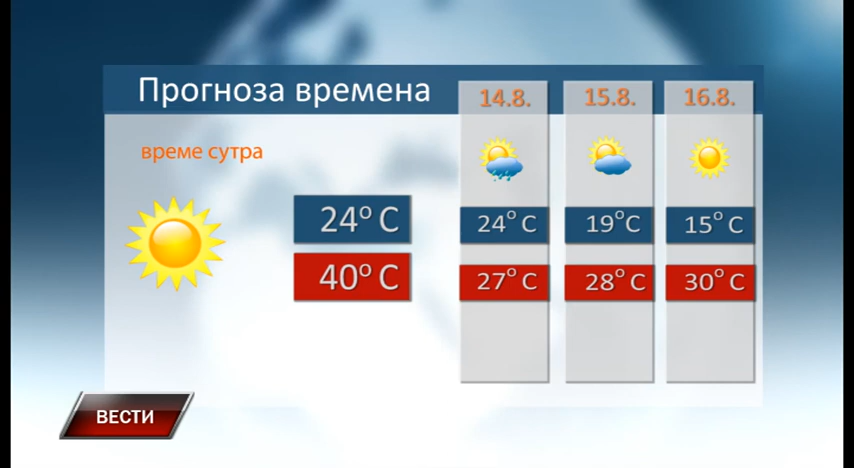 Прогноза времена
14.8.
15.8.
16.8.
време сутра
24° C
40° C
24° C
19°C
15° C
27° C
28° C
30° C
ВЕСТИ